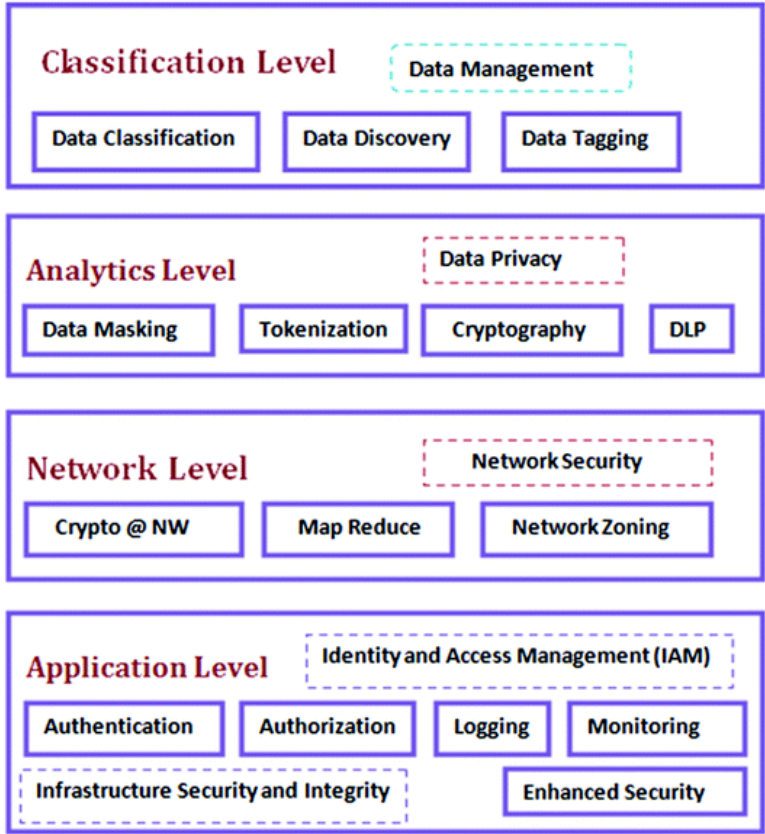 Classification Level
Data Management
Data Classification
Data Discovery
Data Tagging
Analytics Level
Data Privacy
Data Masking
Tokenization
Cryptography
DLP
Network Level
Network Security
Crypto @ NW
Map Reduce
Network Zoning
Application Level
Identity and Access Management (IAM)
Authentication
Authorization
Logging
Monitoring
Infrastructure Security and Integrity
Enhanced Security